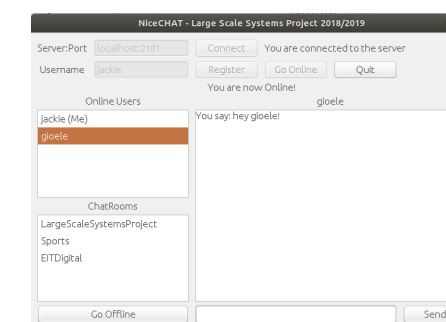 NiceCHAT - Large Scale Systems Project 2018/2019
Server:Port localhost:2181 Connect You are connected to the server
Username jackie Register Go Online Quit
You are now Online!
Online Users gioele
jackie (Me)
You say: hey gioele!
gioele
ChatRooms
LargeScaleSystemsProject
Sports
EITDigital
Go Offline Send